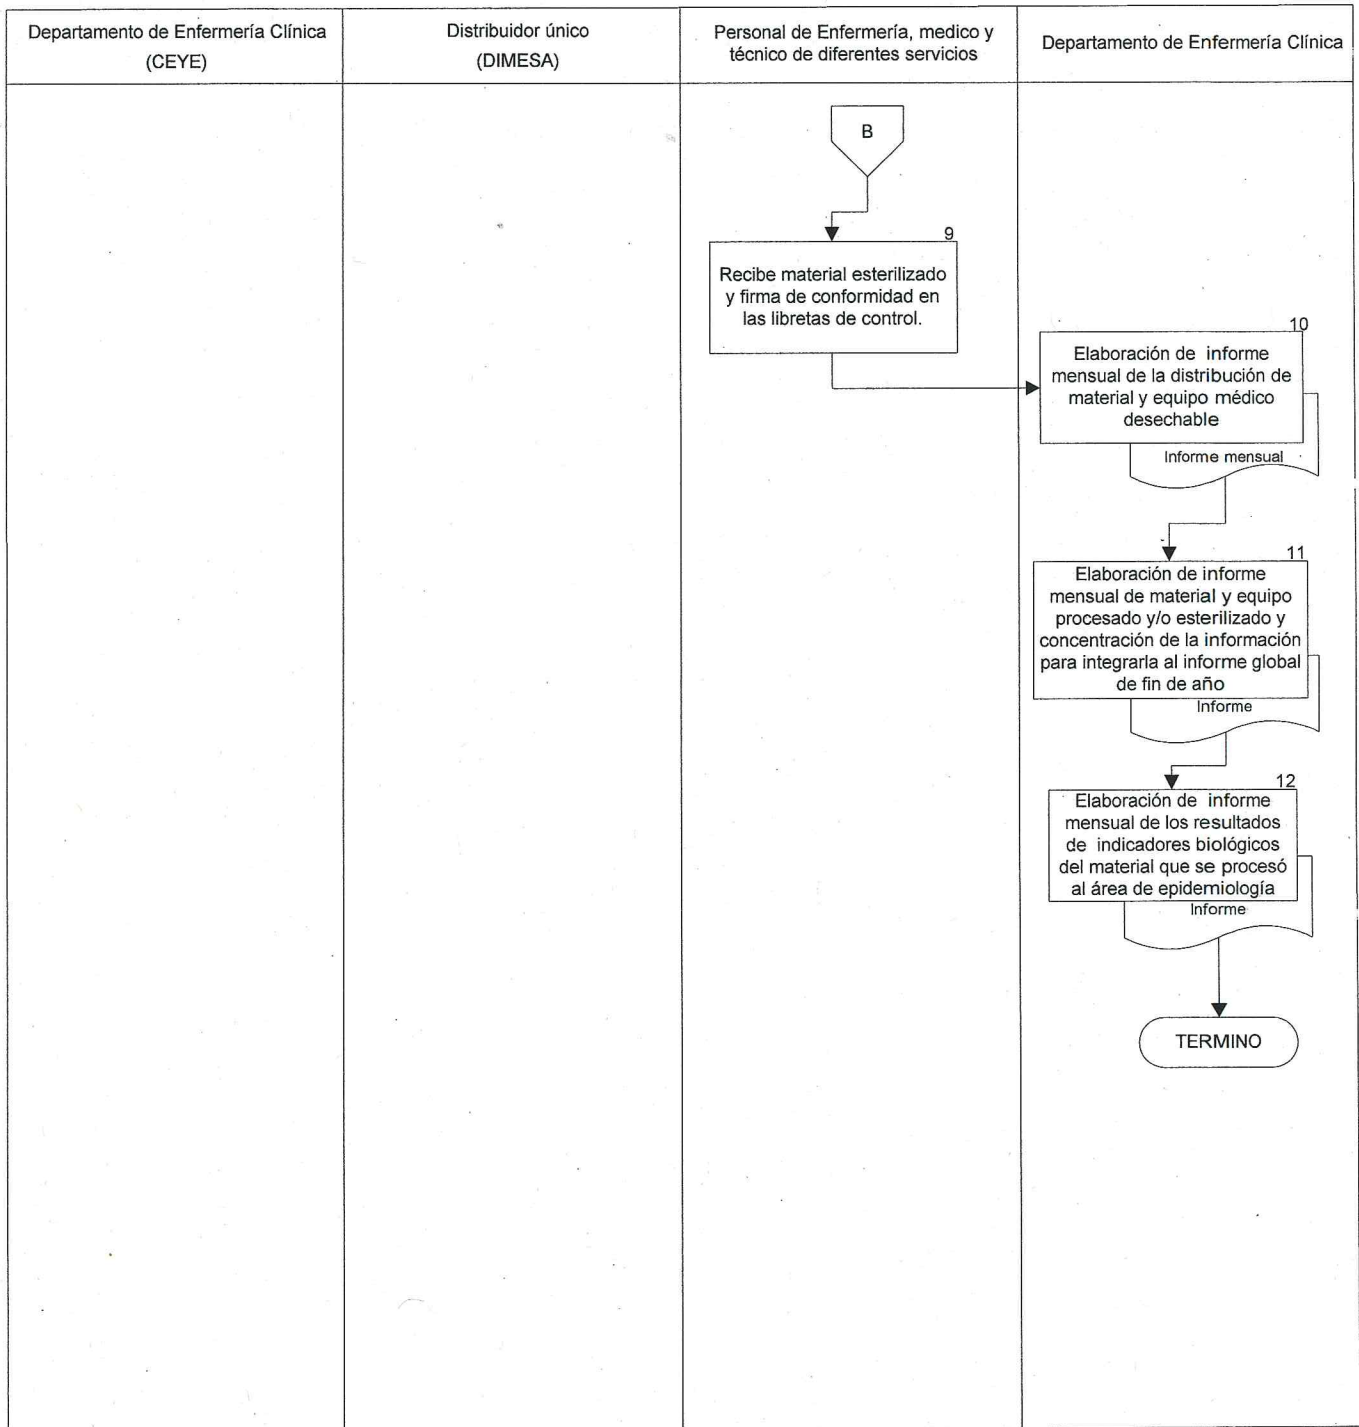 Departamento de Enfermería Clínica
(CEYE)
Distribuidor único
(DIMESA)
Personal de Enfermería, medico y
técnico de diferentes servicios
Departamento de Enfermería Clínica
B
9
Recibe material esterilizado
y firma de conformidad en
las libretas de control.
10
Elaboración de informe
mensual de la distribución de
material y equipo médico
desechable
Informe mensual
11
Elaboración de informe
mensual de material y equipo
procesado y/o esterilizado y
concentración de la información
para integrarla al informe global
de fin de año
Informe
12
Elaboración de informe
mensual de los resultados
de indicadores biológicos
del material que se procesó
al área de epidemiología
Informe
TERMINO